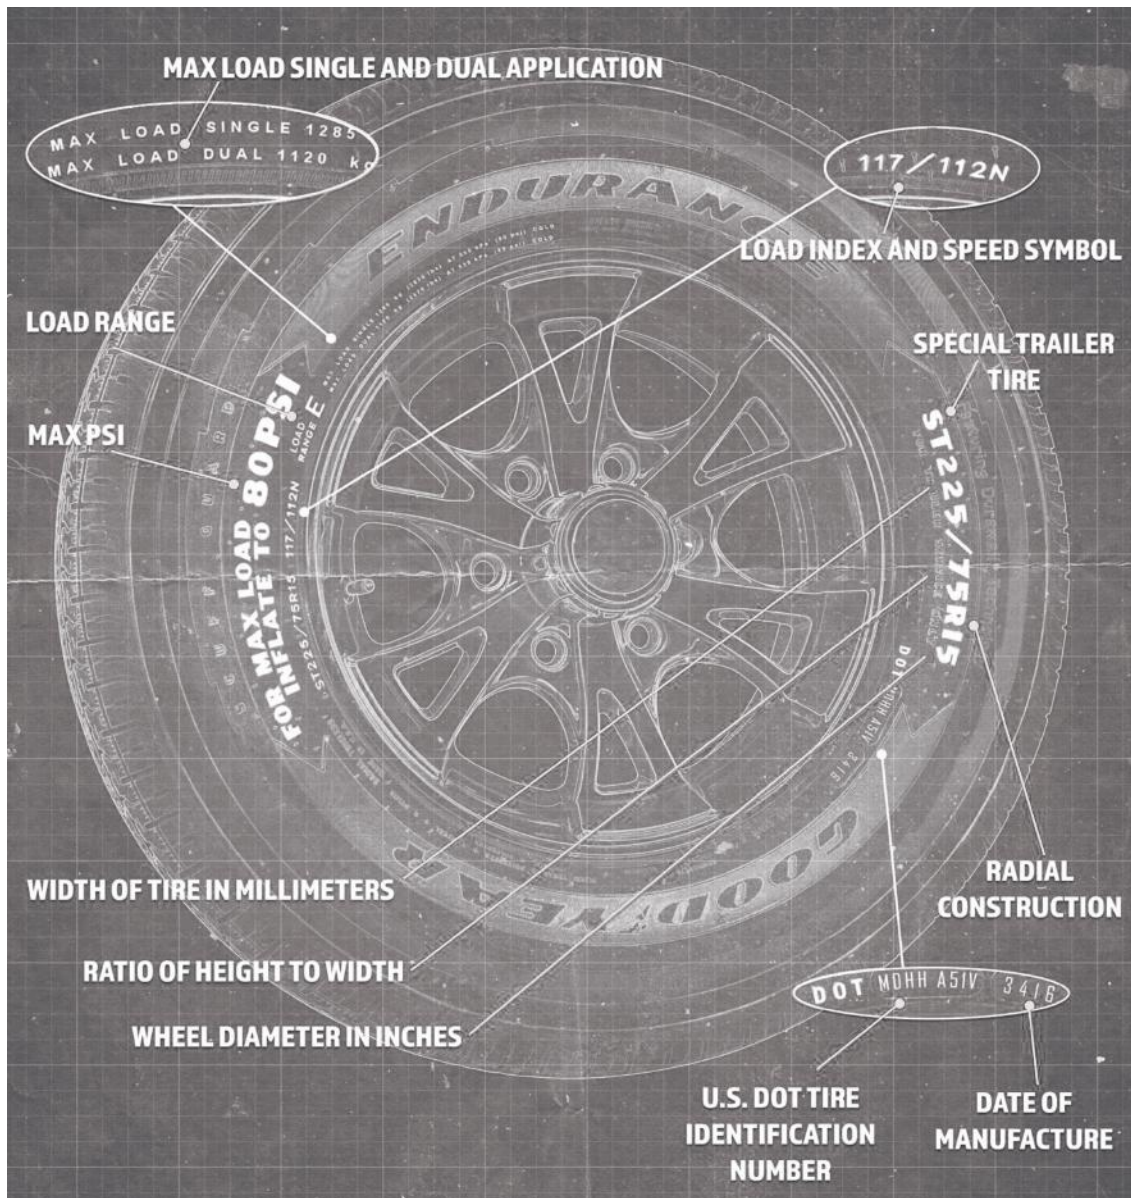 MAX LOAD SINGLE AND DUAL APPLICATION
MAX LOAD SINGLE 1285
MAX LOAD DUAL 1120
117/112N
LOAD INDEX AND SPEED SYMBOL
ENDURANCE
LOAD RANGE
MAX PSI
SPECIAL TRAILER
TIRE
FOR MAX LOAD
INFLATE TO 80PSI
LOAD
RANGE E
ST225/75R15 117/112N
ST225/75R15
DOT
3416
GOODYEAR
WIDTH OF TIRE IN MILLIMETERS
RADIAL
CONSTRUCTION
RATIO OF HEIGHT TO WIDTH
DOT MDHH A51V 3416
WHEEL DIAMETER IN INCHES
U.S. DOT TIRE
IDENTIFICATION
NUMBER
DATE OF
MANUFACTURE